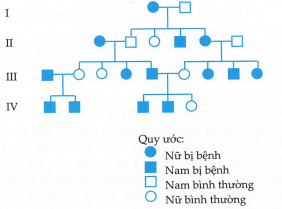 I
II
III
IV
Quy ước:
Nữ bị bệnh
Nam bị bệnh
Nam bình thường
Nữ bình thường